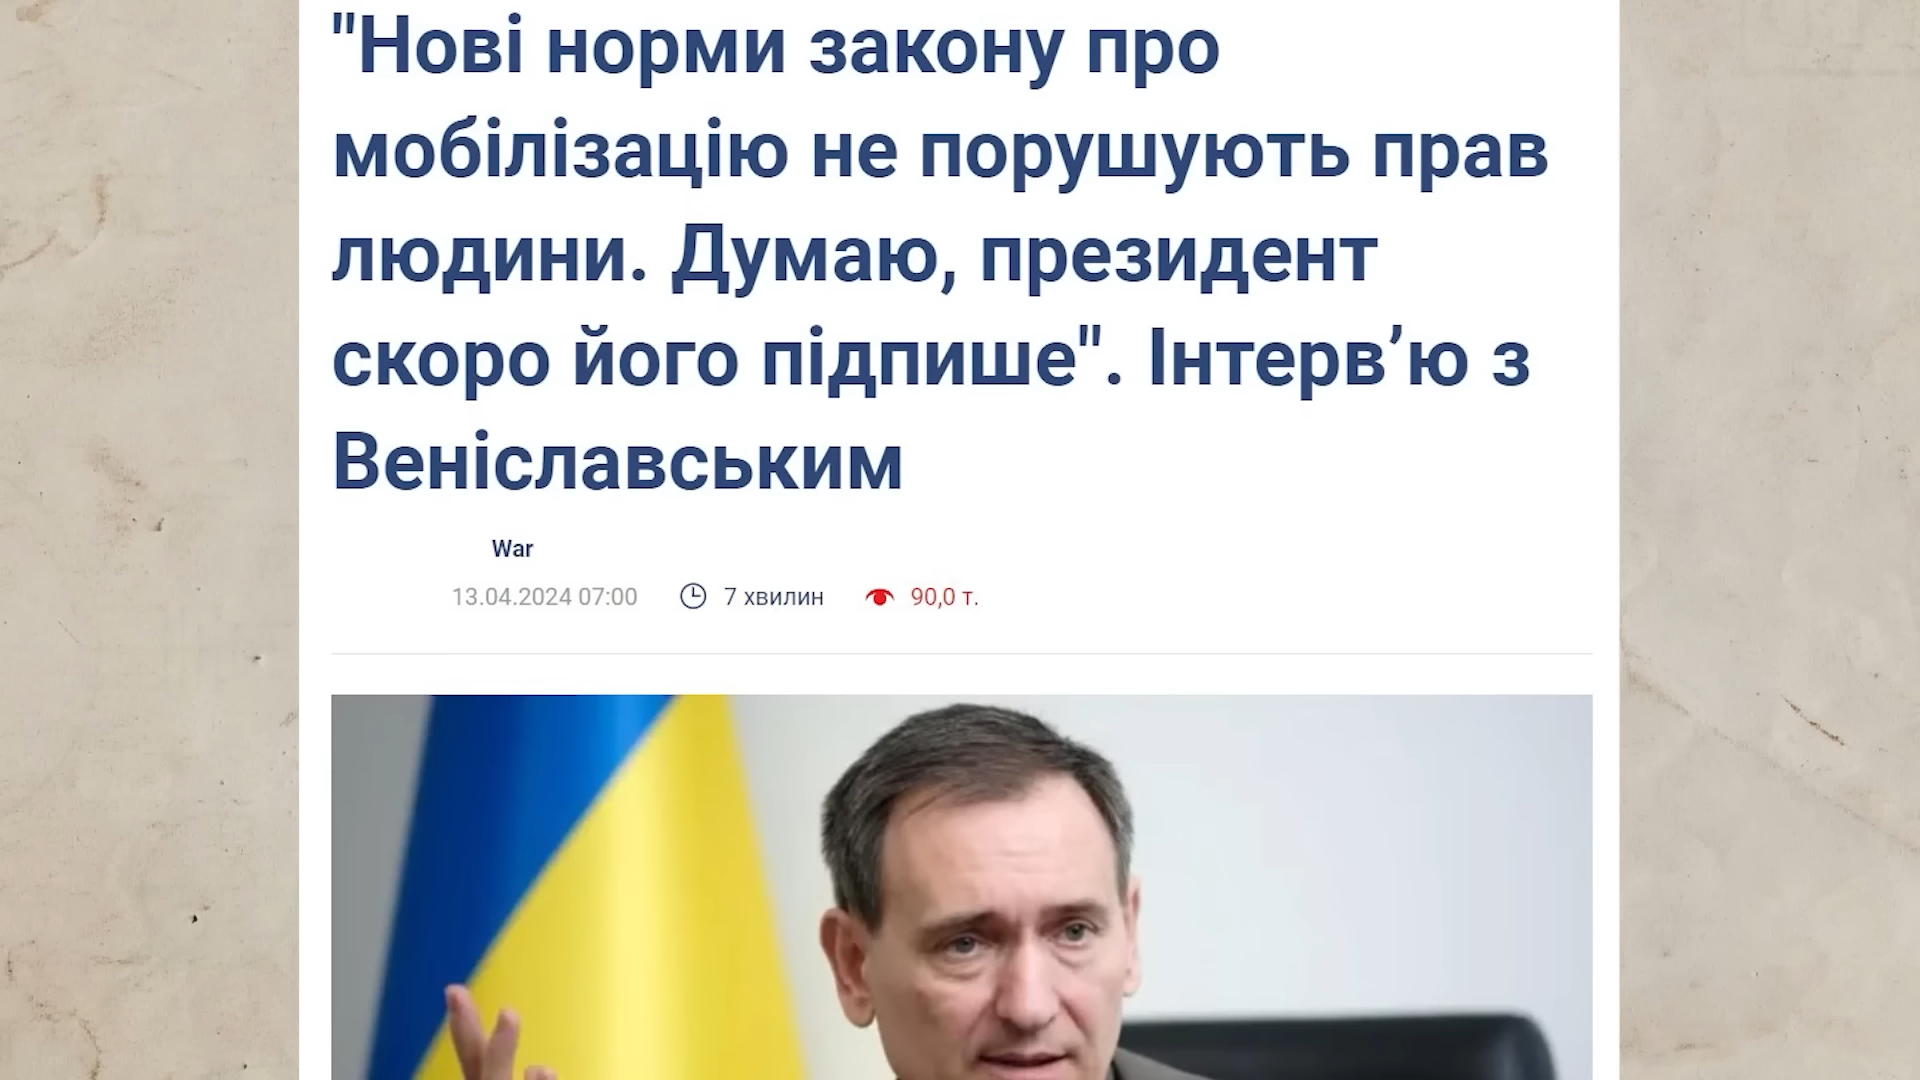 "Нові норми закону про
мобілізацію не порушують прав
людини. Думаю, президент
скоро його підпише". Інтерв’ю з
Веніславським
War
13.04.2024 07:00 7 хвилин 90,0 т.